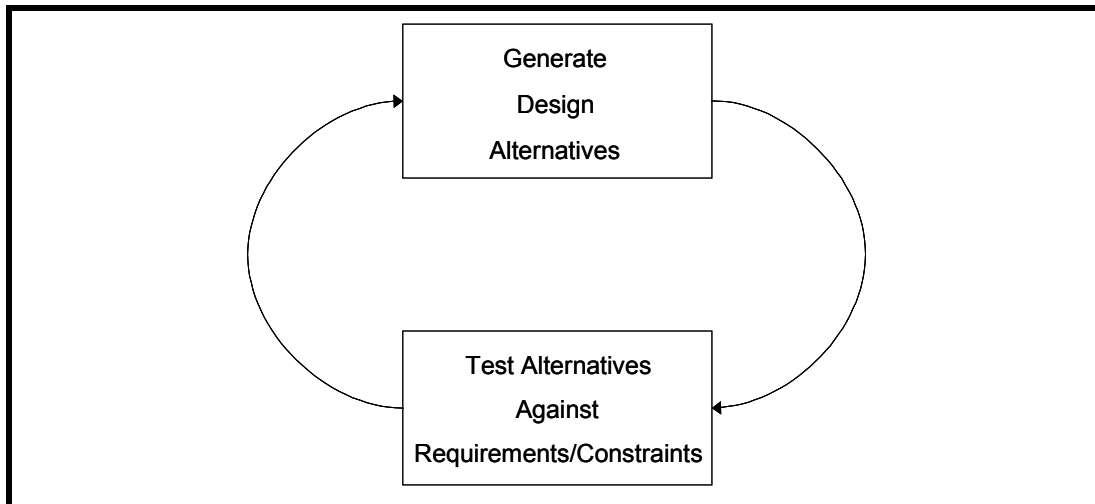 Generate
Design
Alternatives
Test Alternatives
Against
Requirements/Constraints